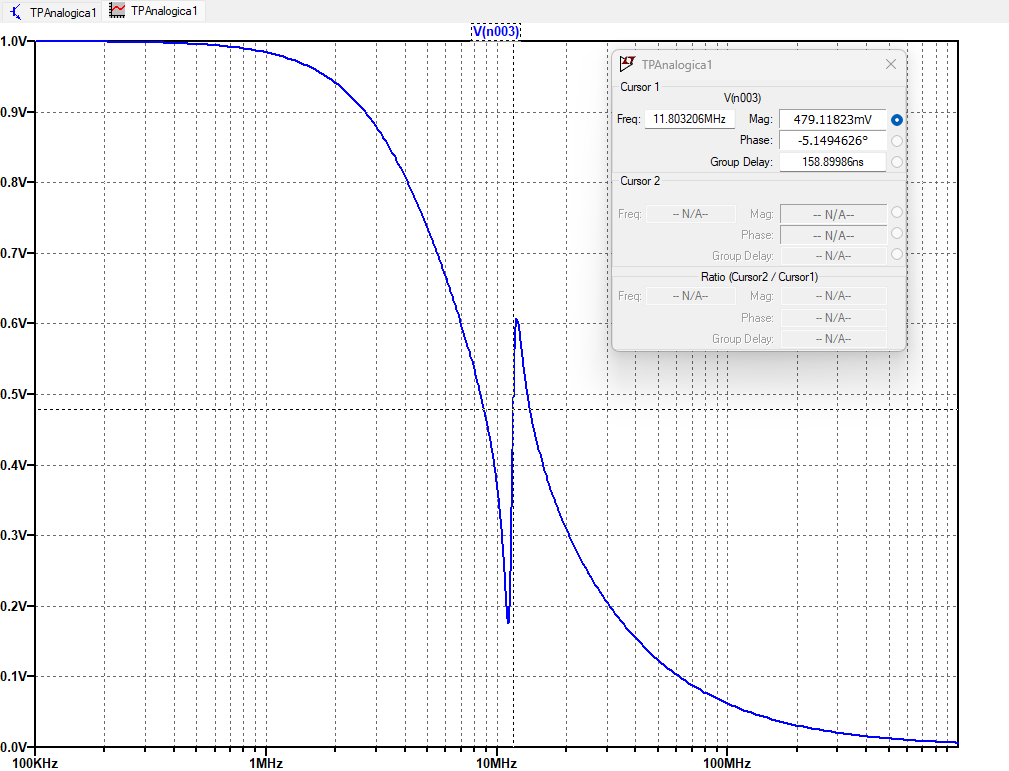 TPAnalogica1 TPAnalogica1
V(n003)
1.0V
0.9V
0.8V
0.7V
0.6V
0.5V
0.4V
0.3V
0.2V
0.1V
0.0V
100KHz 1MHz 10MHz 100MHz
TPAnalogica1
Cursor 1
V(n003)
Freq: 11.803206MHz Mag: 479.11823mV
Phase: -5.1494626°
Group Delay: 158.89986ns
Cursor 2
Freq: -- N/A-- Mag: -- N/A--
Phase: -- N/A--
Group Delay: -- N/A--
Ratio (Cursor2 / Cursor1)
Freq: -- N/A-- Mag: -- N/A--
Phase: -- N/A--
Group Delay: -- N/A--